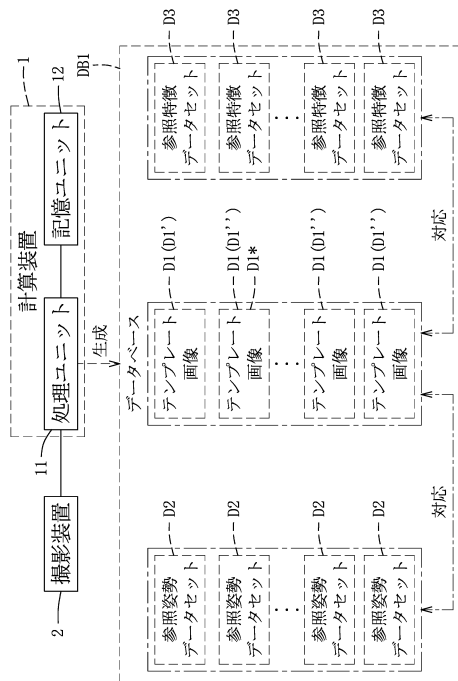 計算装置
1
2
11
12
撮影装置
処理ユニット
記憶ユニット
生成
DB1
データベース
参照姿勢
データセット
D2
参照姿勢
データセット
D2
⋯
参照姿勢
データセット
D2
参照姿勢
データセット
D2
テンプレート
画像
D1(D1')
テンプレート
画像
D1(D1'')
D1*
⋯
テンプレート
画像
D1(D1'')
テンプレート
画像
D1(D1'')
参照特徴
データセット
D3
参照特徴
データセット
D3
⋯
参照特徴
データセット
D3
参照特徴
データセット
D3
対応
対応